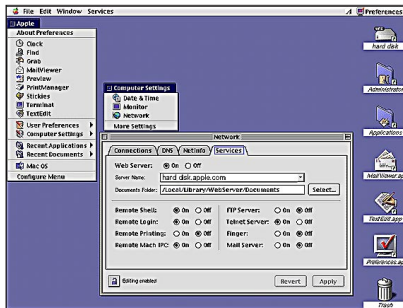 File Edit Window Services
Preferences
Apple
About Preferences
Clock
Find
Grab
MailViewer
Preview
PrintManager
Stickies
Terminal
TextEdit
User Preferences
Computer Settings
Recent Applications
Recent Documents
Mac OS
Configure Menu
Computer Settings
Date & Time
Monitor
Network
More Settings
Network
Connections DNS NetInfo Services
Web Server: On Off
Server Name: hard disk.apple.com
Documents Folder: /Local/Library/WebServer/Documents Select...
Remote Shell: On Off FTP Server: On Off
Remote Login: On Off Telnet Server: On Off
Remote Printing: On Off Finger: On Off
Remote Mach IPC: On Off Mail Server: On Off
Editing enabled Revert Apply
hard disk
Administrator
Applications
MailViewer.ap
TextEdit.app
Preferences.ap
Trash